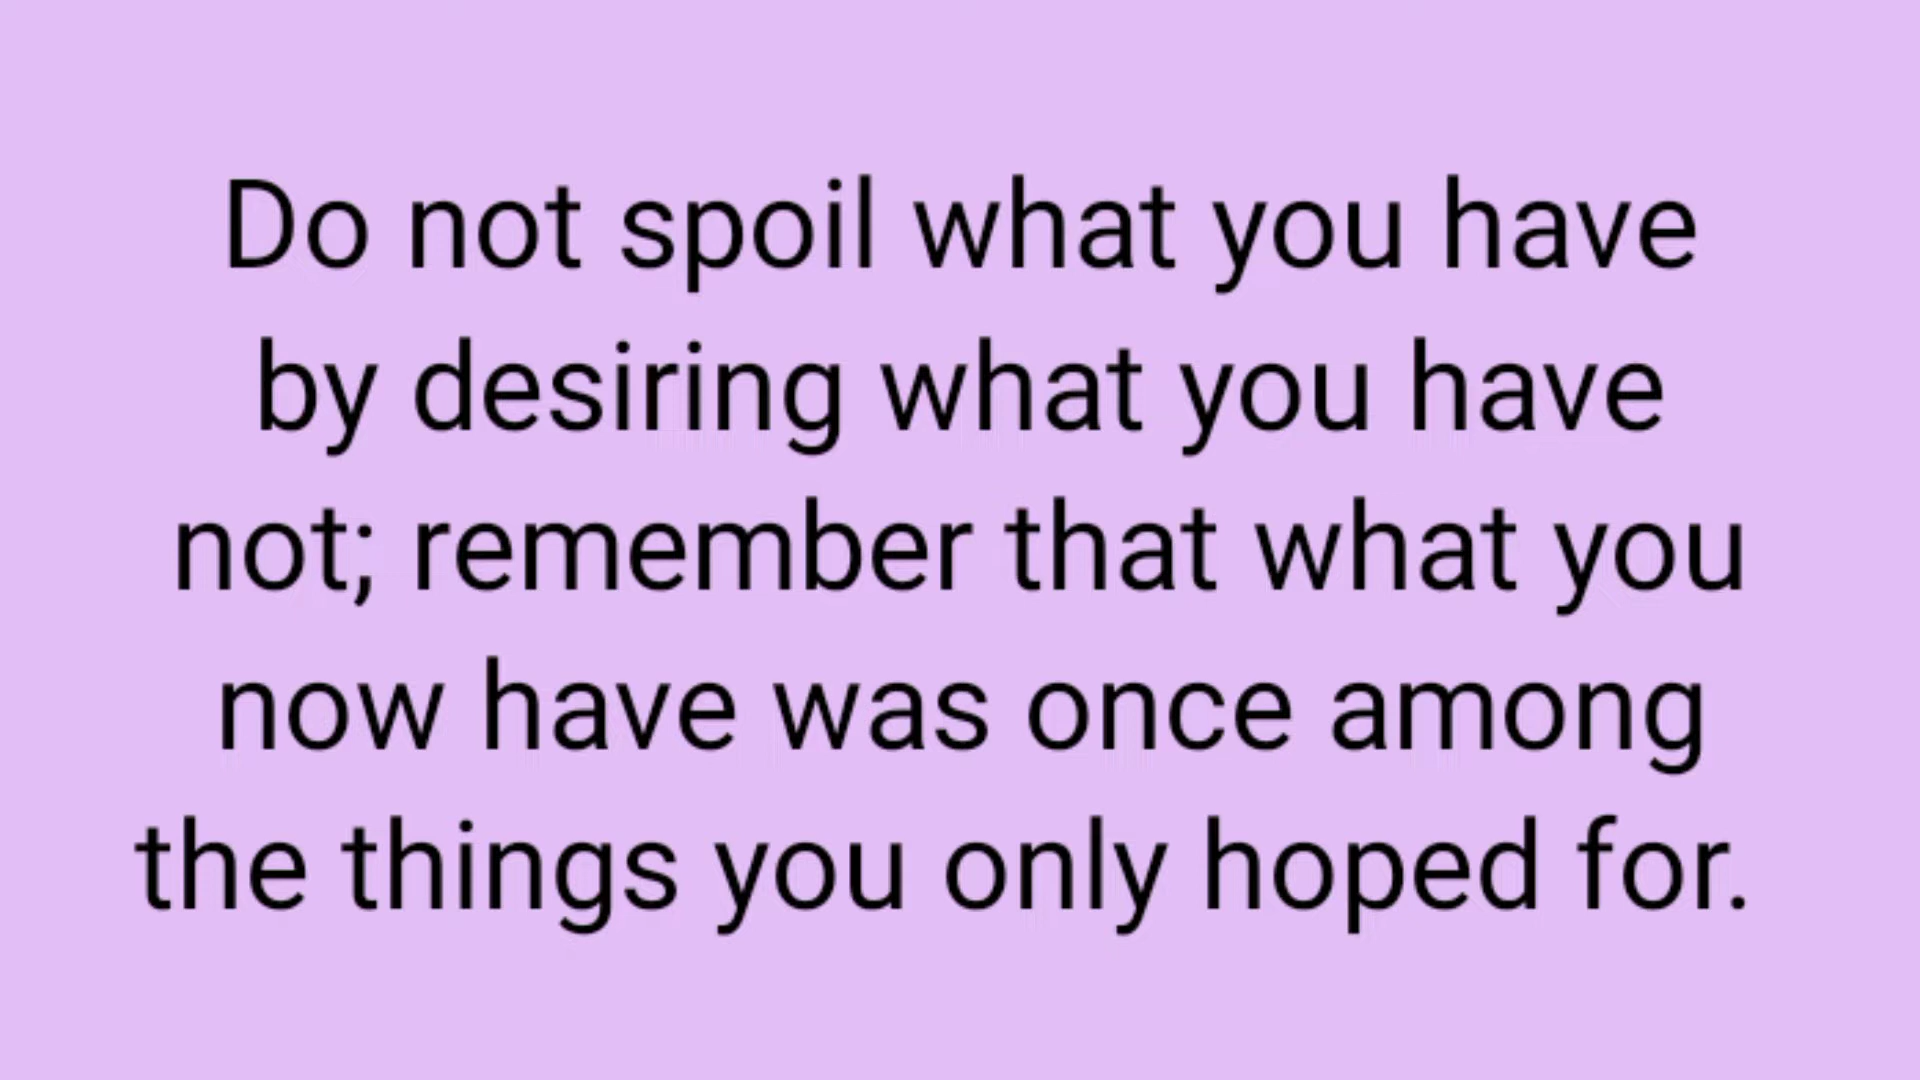 Do not spoil what you have
by desiring what you have
not; remember that what you
now have was once among
the things you only hoped for.